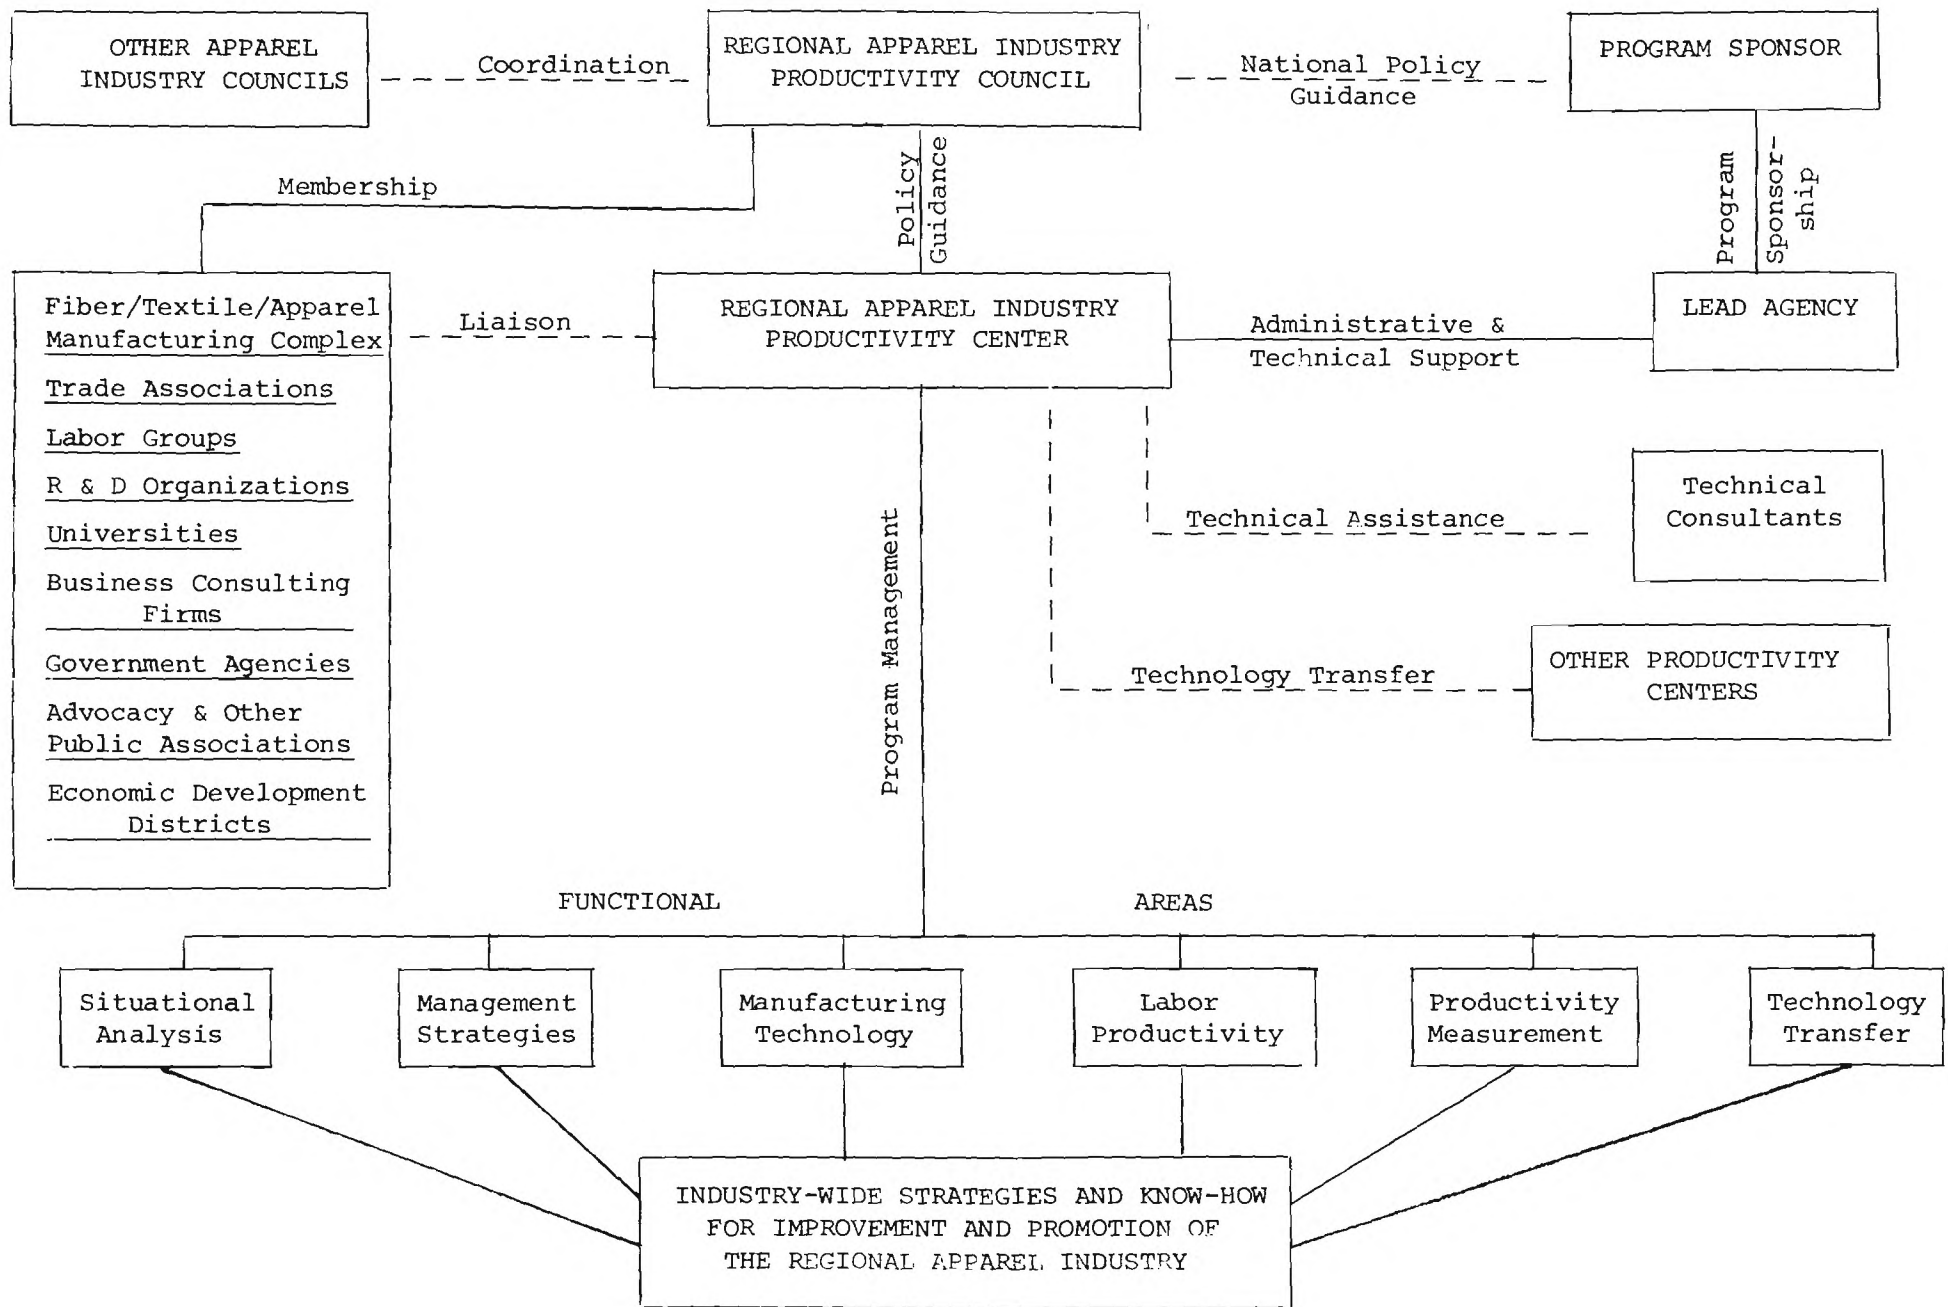 OTHER APPAREL
INDUSTRY COUNCILS
Coordination
REGIONAL APPAREL INDUSTRY
PRODUCTIVITY COUNCIL
National Policy
Guidance
PROGRAM SPONSOR
Membership
Policy
Guidance
Program
Sponsor-
ship
Fiber/Textile/Apparel
Manufacturing Complex
Trade Associations
Labor Groups
R & D Organizations
Universities
Business Consulting
Firms
Government Agencies
Advocacy & Other
Public Associations
Economic Development
Districts
Liaison
REGIONAL APPAREL INDUSTRY
PRODUCTIVITY CENTER
Administrative &
Technical Support
LEAD AGENCY
Technical Assistance
Technical
Consultants
Technology Transfer
OTHER PRODUCTIVITY
CENTERS
Program Management
FUNCTIONAL AREAS
Situational
Analysis
Management
Strategies
Manufacturing
Technology
Labor
Productivity
Productivity
Measurement
Technology
Transfer
INDUSTRY-WIDE STRATEGIES AND KNOW-HOW
FOR IMPROVEMENT AND PROMOTION OF
THE REGIONAL APPAREL INDUSTRY